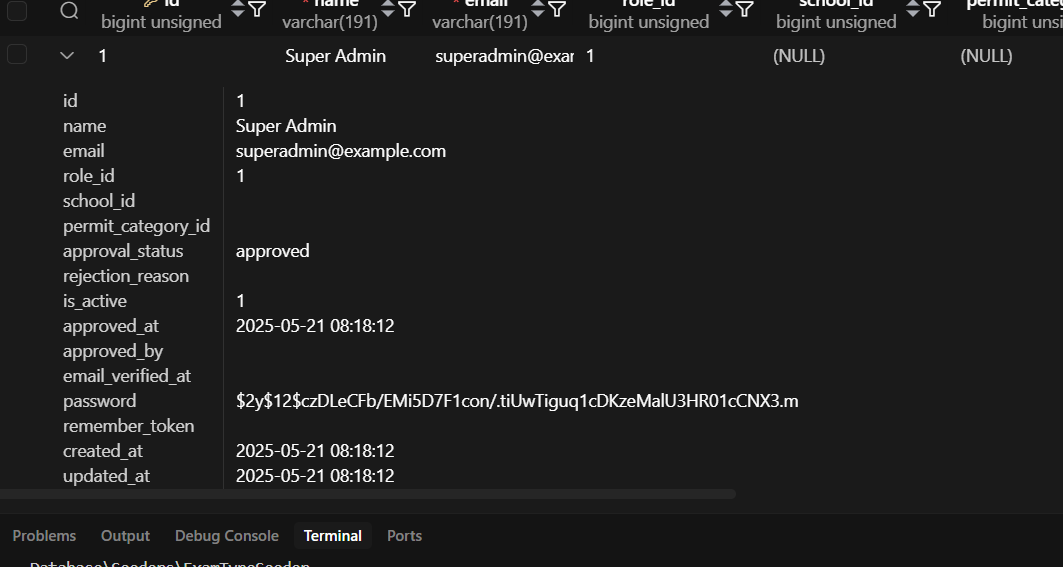 id name email role_id school_id permit_categ
bigint unsigned varchar(191) varchar(191) bigint unsigned bigint unsigned bigint unsi
1 Super Admin superadmin@exar 1 (NULL) (NULL)
id 1
name Super Admin
email superadmin@example.com
role_id 1
school_id
permit_category_id
approval_status approved
rejection_reason
is_active 1
approved_at 2025-05-21 08:18:12
approved_by
email_verified_at
password $2y$12$czDLeCFb/EMi5D7F1con/.tiUwTiguq1cDKzeMalU3HR01cCNX3.m
remember_token
created_at 2025-05-21 08:18:12
updated_at 2025-05-21 08:18:12
Problems Output Debug Console Terminal Ports
Database\Seeders\ExamTypeSeeder